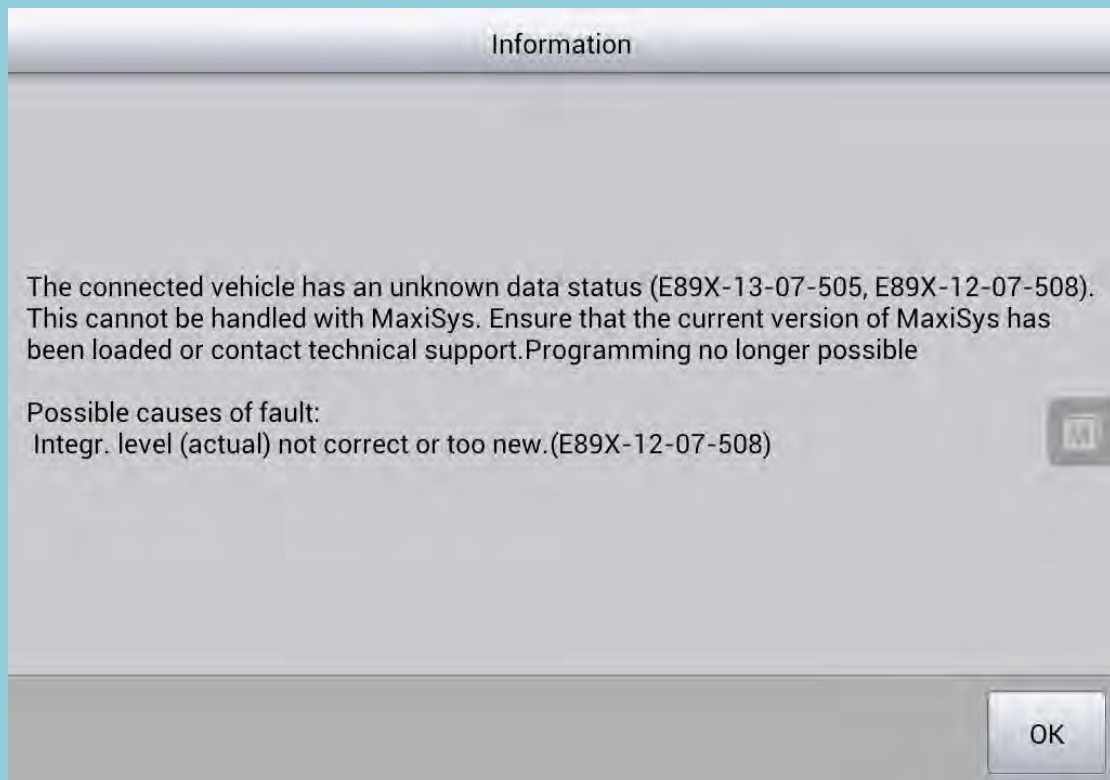 Information
The connected vehicle has an unknown data status (E89X-13-07-505, E89X-12-07-508).
This cannot be handled with MaxiSys. Ensure that the current version of MaxiSys has
been loaded or contact technical support.Programming no longer possible
Possible causes of fault:
Integr. level (actual) not correct or too new.(E89X-12-07-508)
M
OK